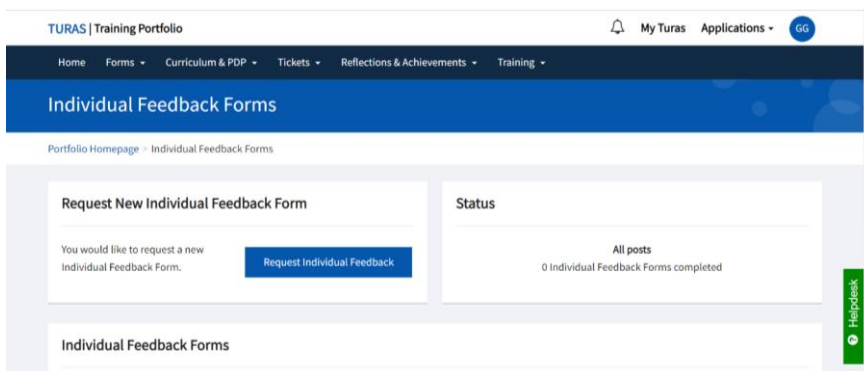 TURAS | Training Portfolio
My Turas Applications
GG
Home Forms Curriculum & PDP Tickets Reflections & Achievements Training
Individual Feedback Forms
Portfolio Homepage > Individual Feedback Forms
Request New Individual Feedback Form
You would like to request a new
Individual Feedback Form.
Request Individual Feedback
Status
All posts
0 Individual Feedback Forms completed
Helpdesk
Individual Feedback Forms